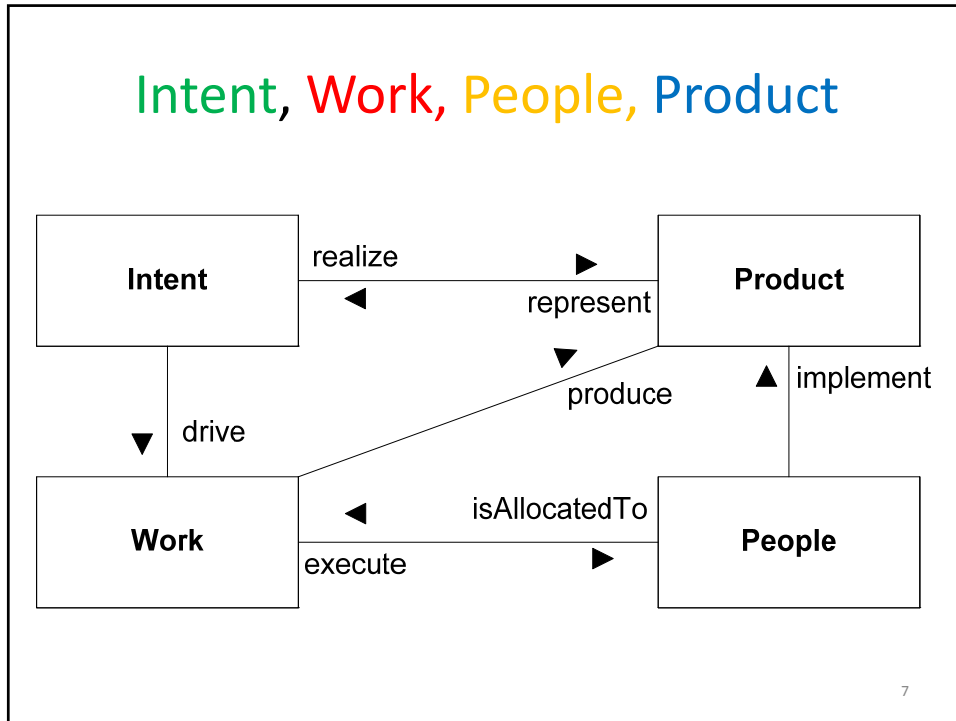 Intent, Work, People, Product
realize
Intent
Product
represent
implement
produce
drive
isAllocatedTo
Work
People
execute
7